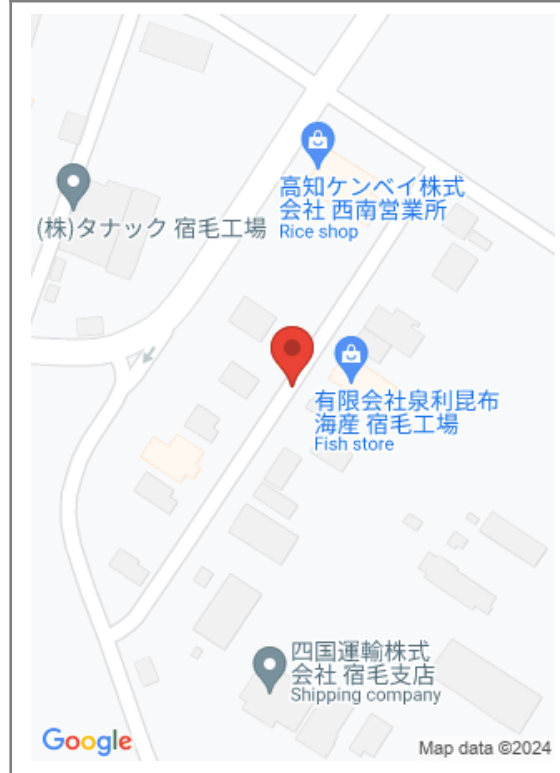 高知ケンベイ株式
会社 西南営業所
Rice shop
(株)タナック 宿毛工場
有限会社泉利昆布
海産 宿毛工場
Fish store
四国運輸株式
会社 宿毛支店
Shipping company
Google
Map data ©2024